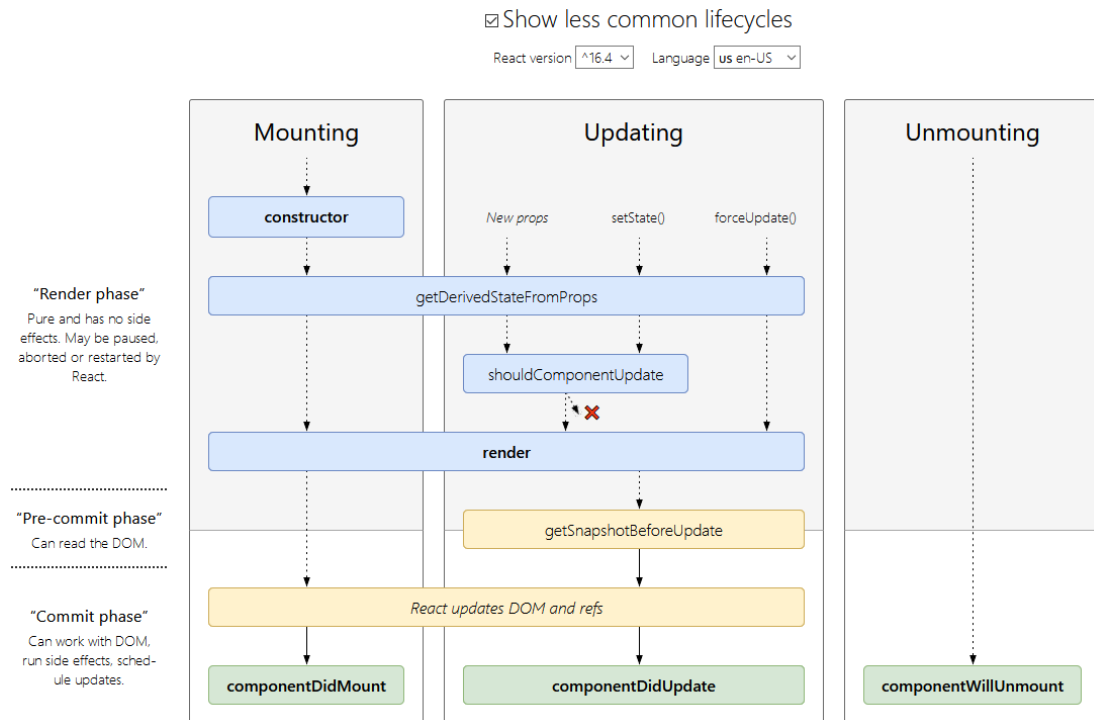 Show less common lifecycles
React version ^16.4 Language us en-US
Mounting
Updating
Unmounting
constructor
New props
setState()
forceUpdate()
"Render phase"
Pure and has no side
effects. May be paused,
aborted or restarted by
React.
getDerivedStateFromProps
shouldComponentUpdate
render
"Pre-commit phase"
Can read the DOM.
getSnapshotBeforeUpdate
"Commit phase"
Can work with DOM,
run side effects, sched-
ule updates.
React updates DOM and refs
componentDidMount
componentDidUpdate
componentWillUnmount